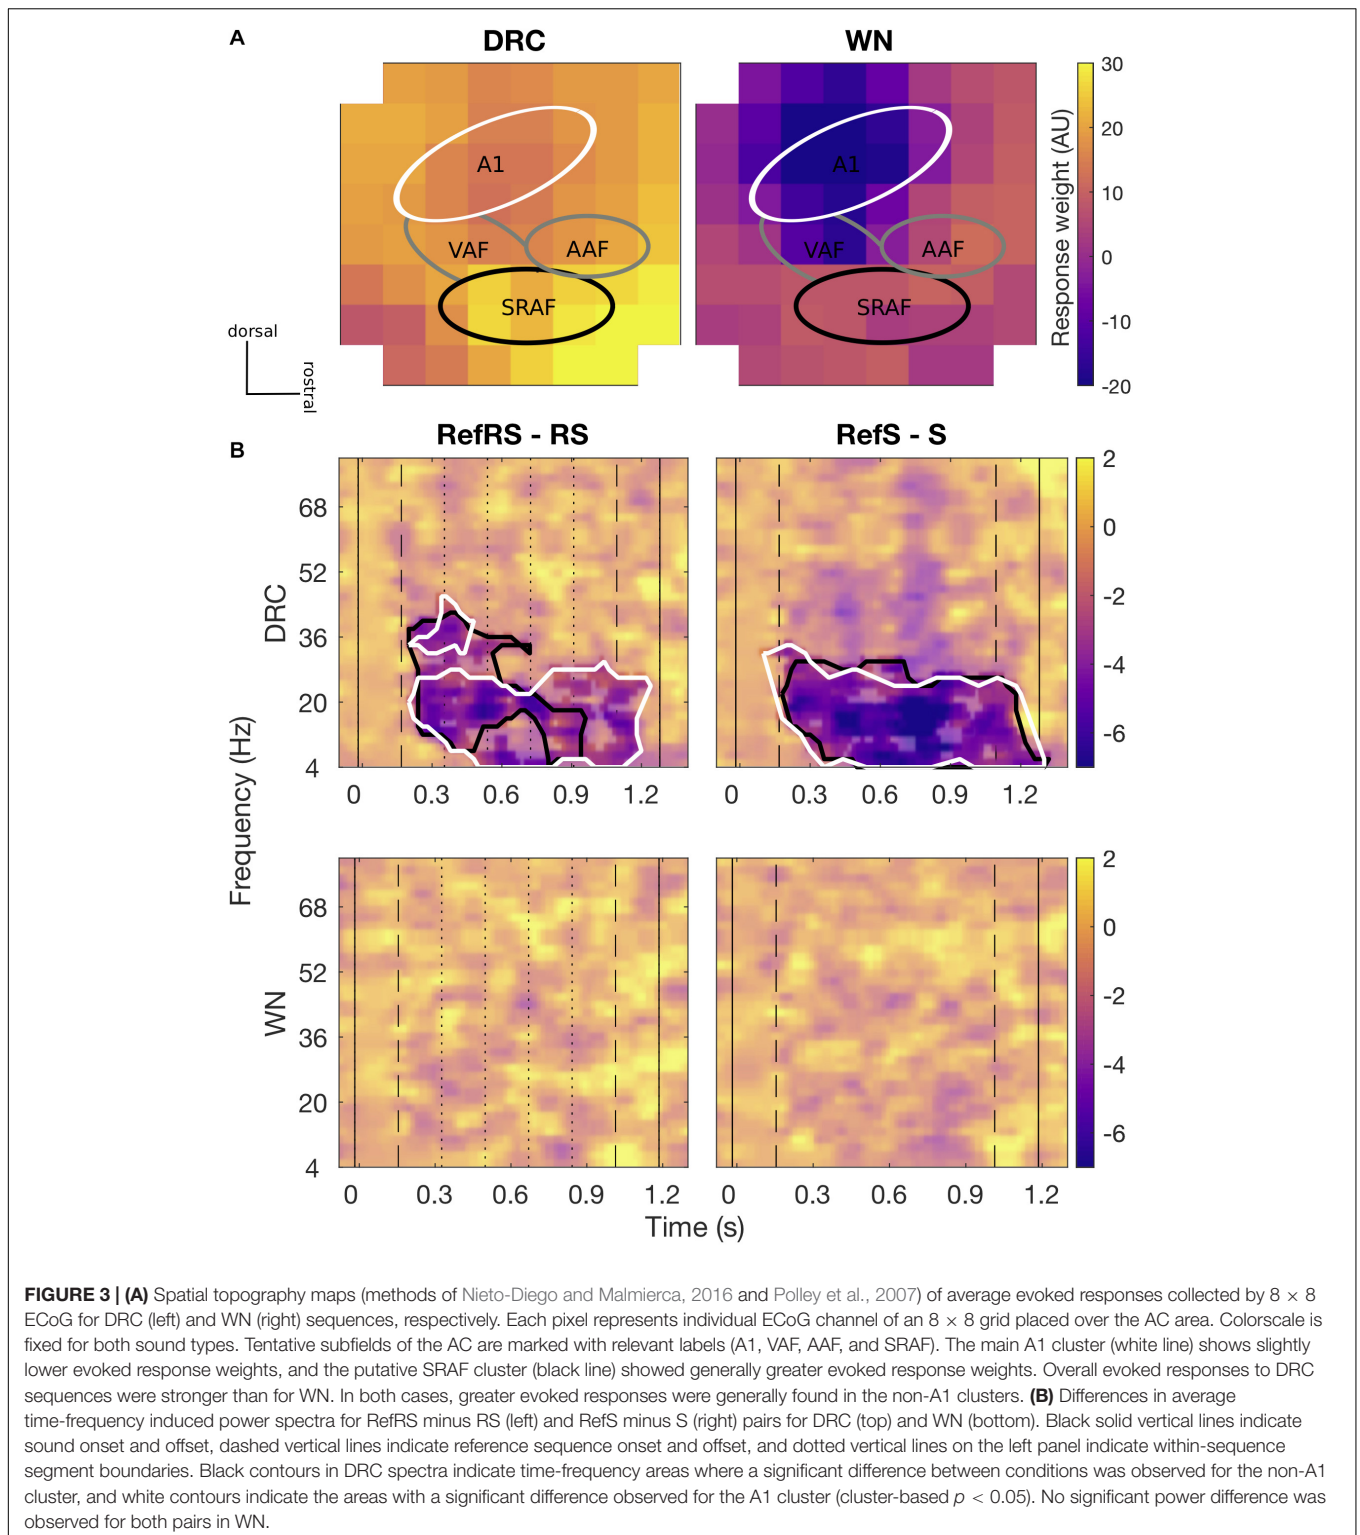 A
DRC
WN
A1
VAF
AAF
SRAF
A1
VAF
AAF
SRAF
30
20
10
0
-10
-20
Response weight (AU)
dorsal
rostral
B
RefRS - RS
RefS - S
DRC
68
52
36
20
4
0
0.3
0.6
0.9
1.2
0
0.3
0.6
0.9
1.2
2
0
-2
-4
-6
Frequency (Hz)
WN
68
52
36
20
4
0
0.3
0.6
0.9
1.2
0
0.3
0.6
0.9
1.2
2
0
-2
-4
-6
Time (s)
FIGURE 3 | (A) Spatial topography maps (methods of Nieto-Diego and Malmierca, 2016 and Polley et al., 2007) of average evoked responses collected by 8 × 8
ECoG for DRC (left) and WN (right) sequences, respectively. Each pixel represents individual ECoG channel of an 8 × 8 grid placed over the AC area. Colorscale is
fixed for both sound types. Tentative subfields of the AC are marked with relevant labels (A1, VAF, AAF, and SRAF). The main A1 cluster (white line) shows slightly
lower evoked response weights, and the putative SRAF cluster (black line) showed generally greater evoked response weights. Overall evoked responses to DRC
sequences were stronger than for WN. In both cases, greater evoked responses were generally found in the non-A1 clusters. (B) Differences in average
time-frequency induced power spectra for RefRS minus RS (left) and RefS minus S (right) pairs for DRC (top) and WN (bottom). Black solid vertical lines indicate
sound onset and offset, dashed vertical lines indicate reference sequence onset and offset, and dotted vertical lines on the left panel indicate within-sequence
segment boundaries. Black contours in DRC spectra indicate time-frequency areas where a significant difference between conditions was observed for the non-A1
cluster, and white contours indicate the areas with a significant difference observed for the A1 cluster (cluster-based p < 0.05). No significant power difference was
observed for both pairs in WN.